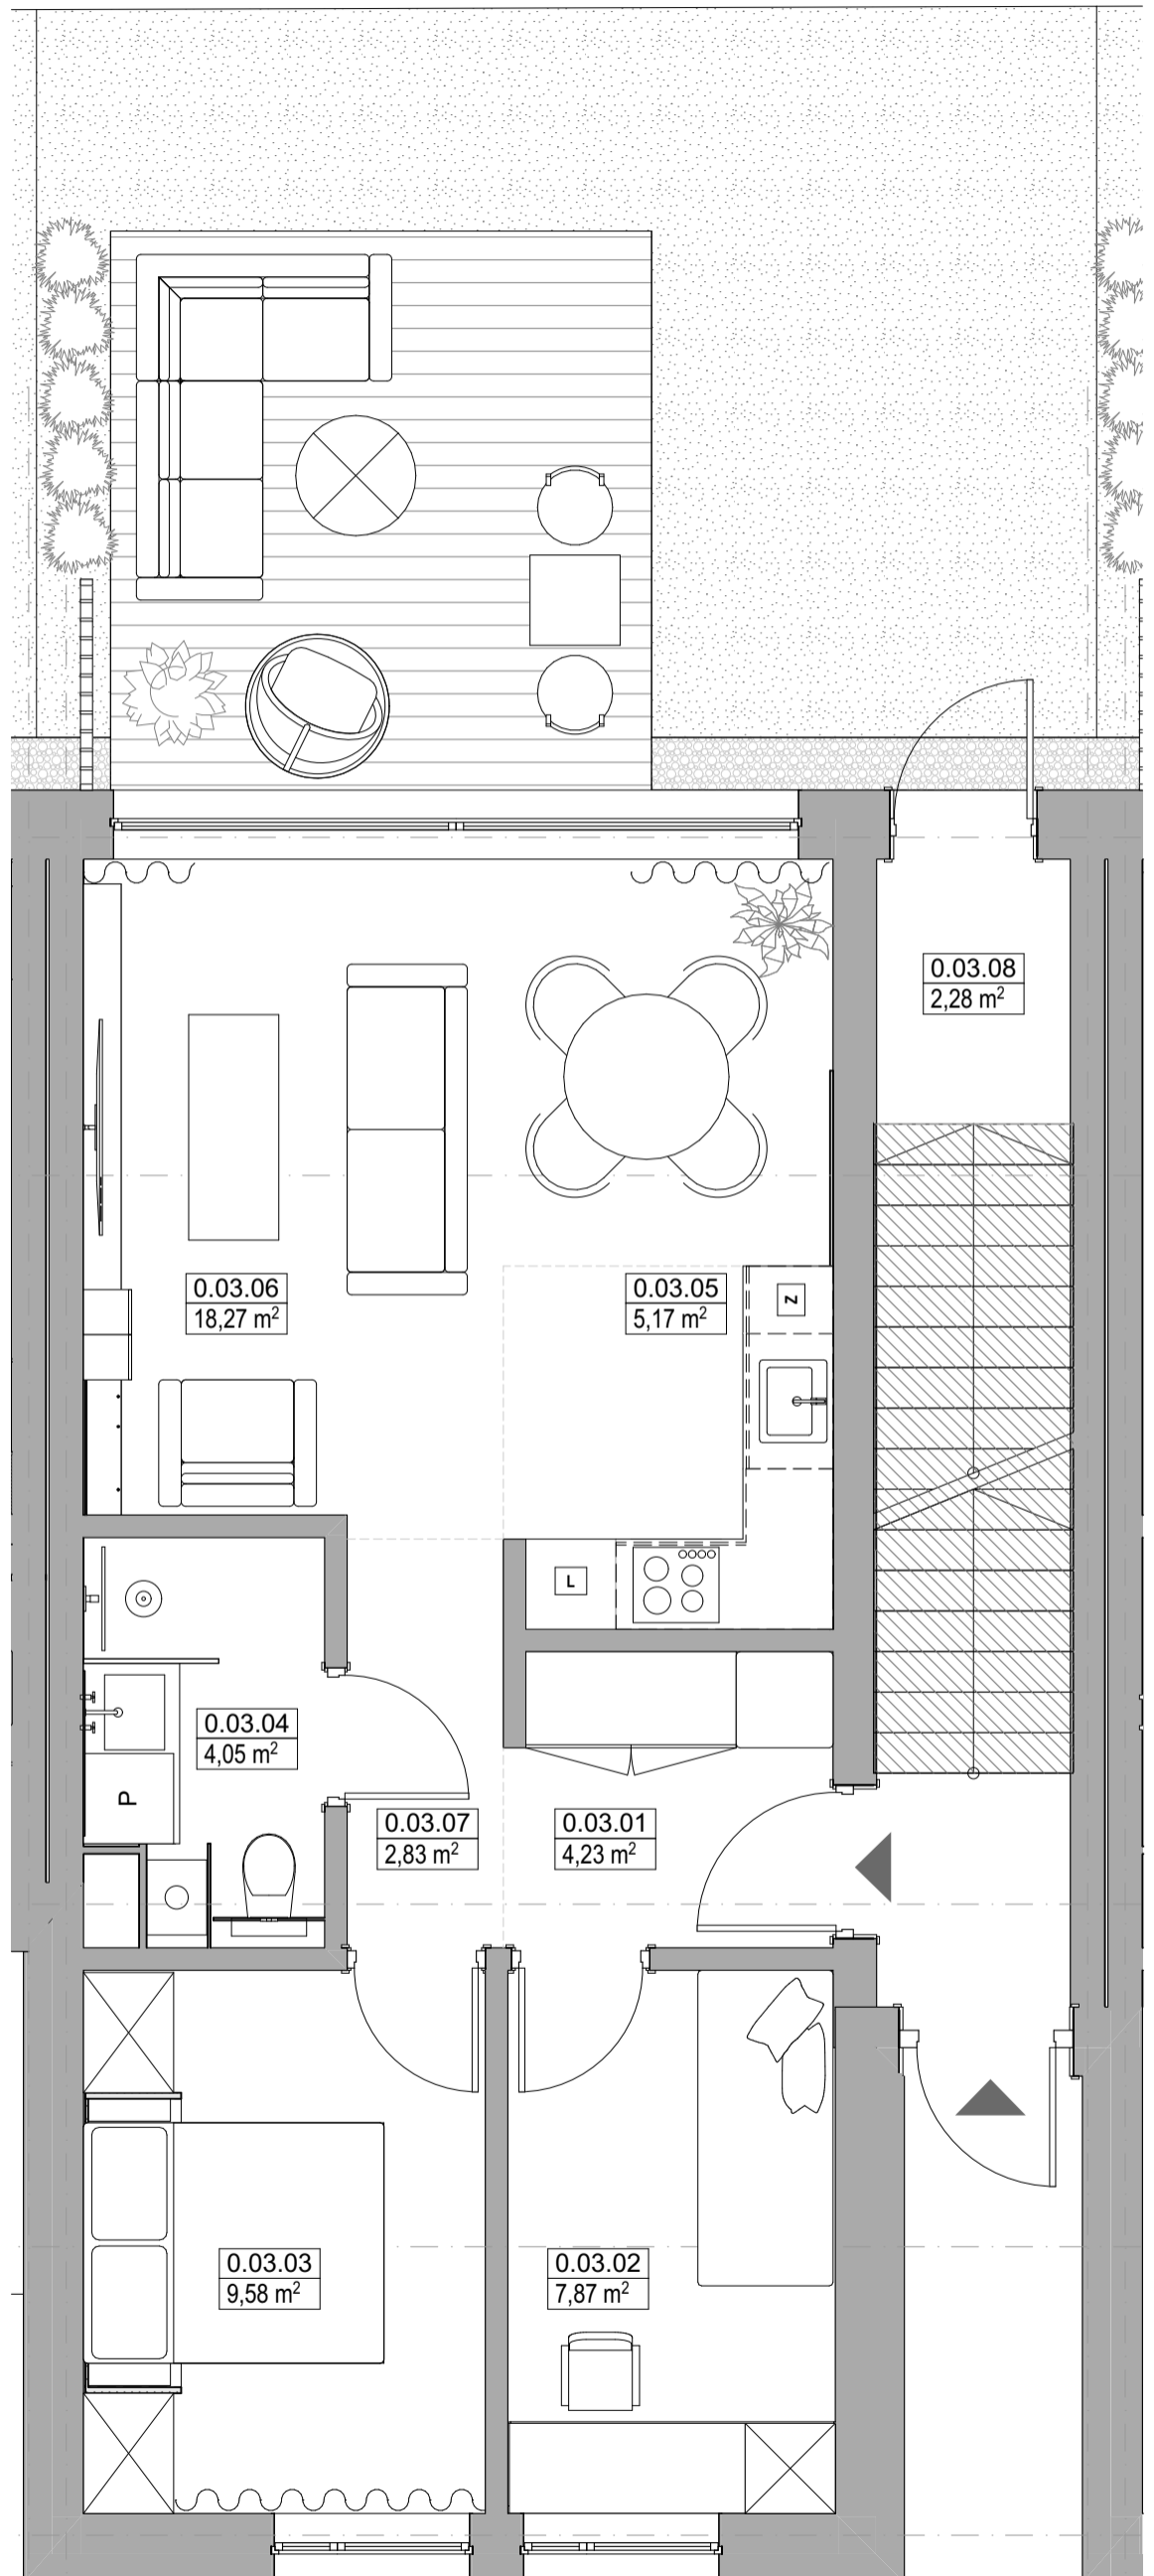 0.03.08
2,28 m²
0.03.06
18,27 m²
0.03.05
5,17 m²
Z
L
0.03.04
4,05 m²
P
0.03.07
2,83 m²
0.03.01
4,23 m²
0.03.03
9,58 m²
0.03.02
7,87 m²